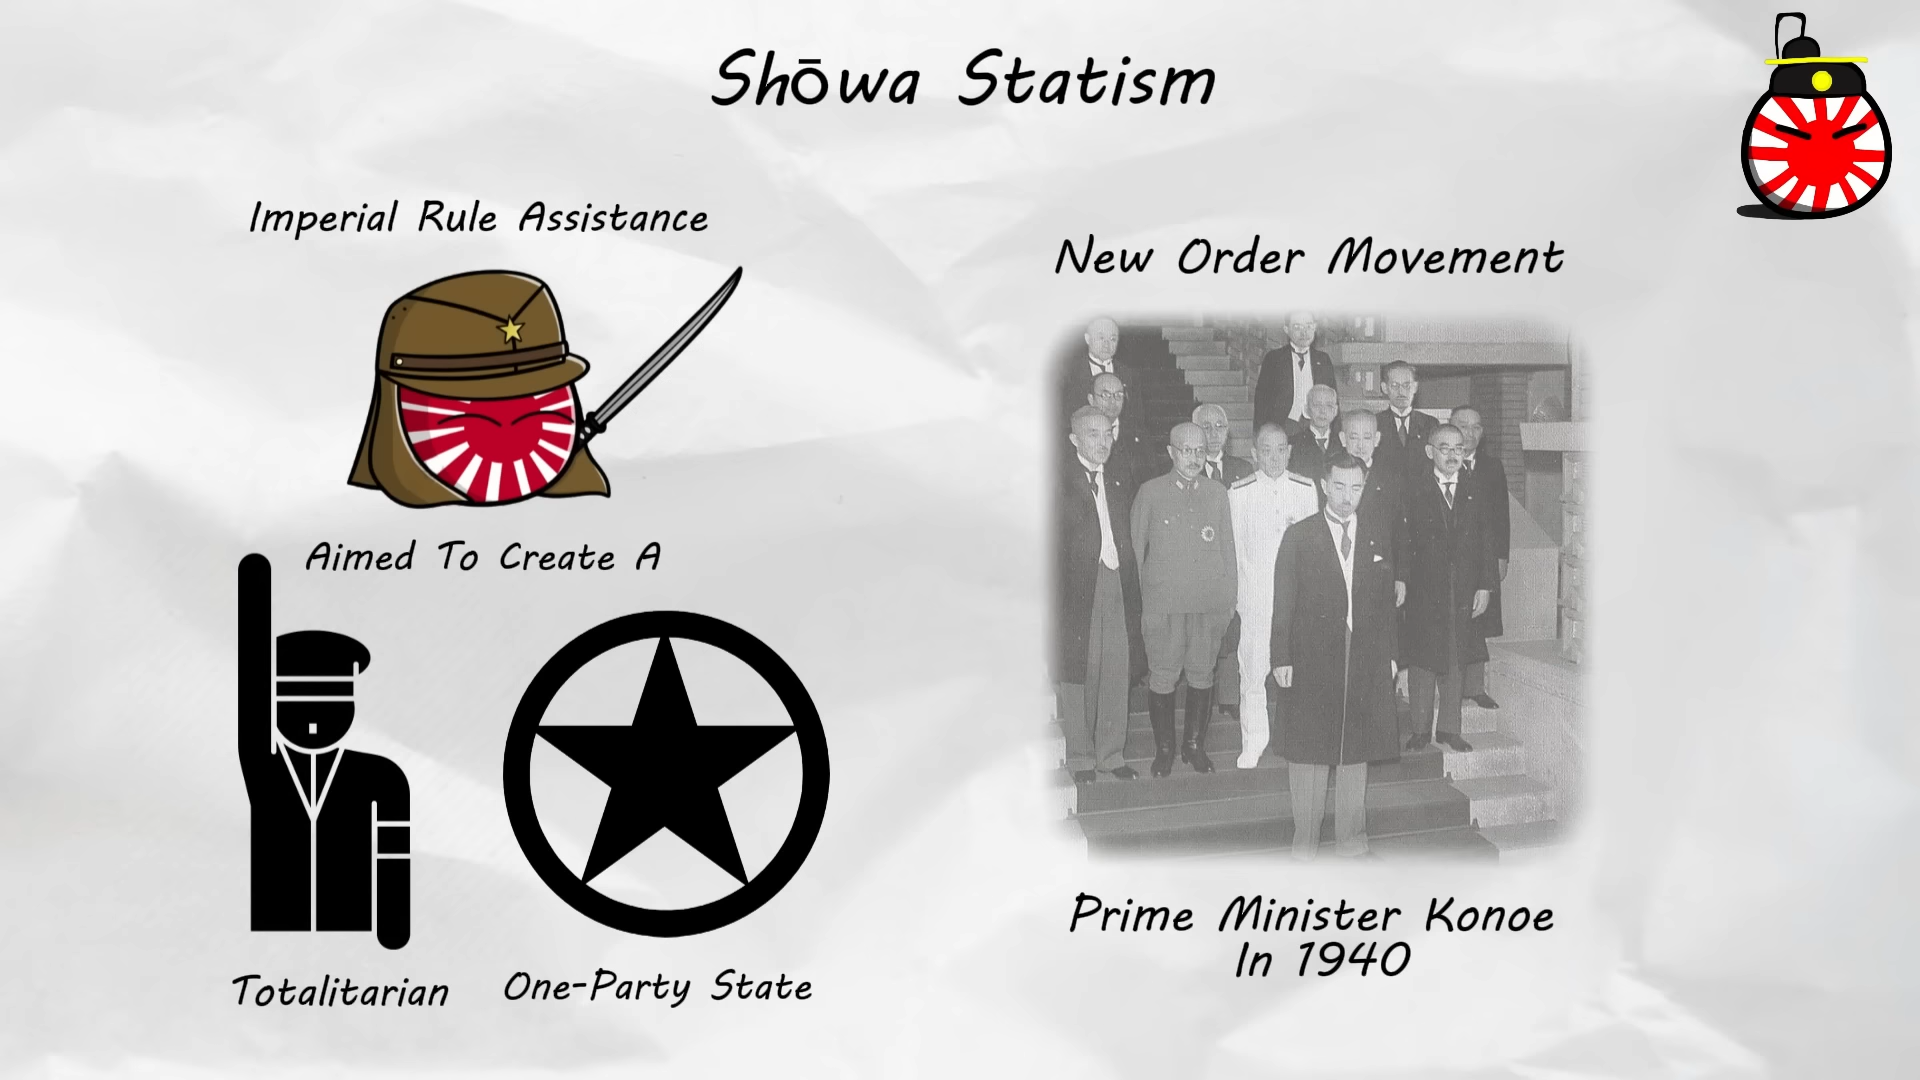 Shōwa Statism
Imperial Rule Assistance
Aimed To Create A
Totalitarian
One-Party State
New Order Movement
Prime Minister Konoe
In 1940